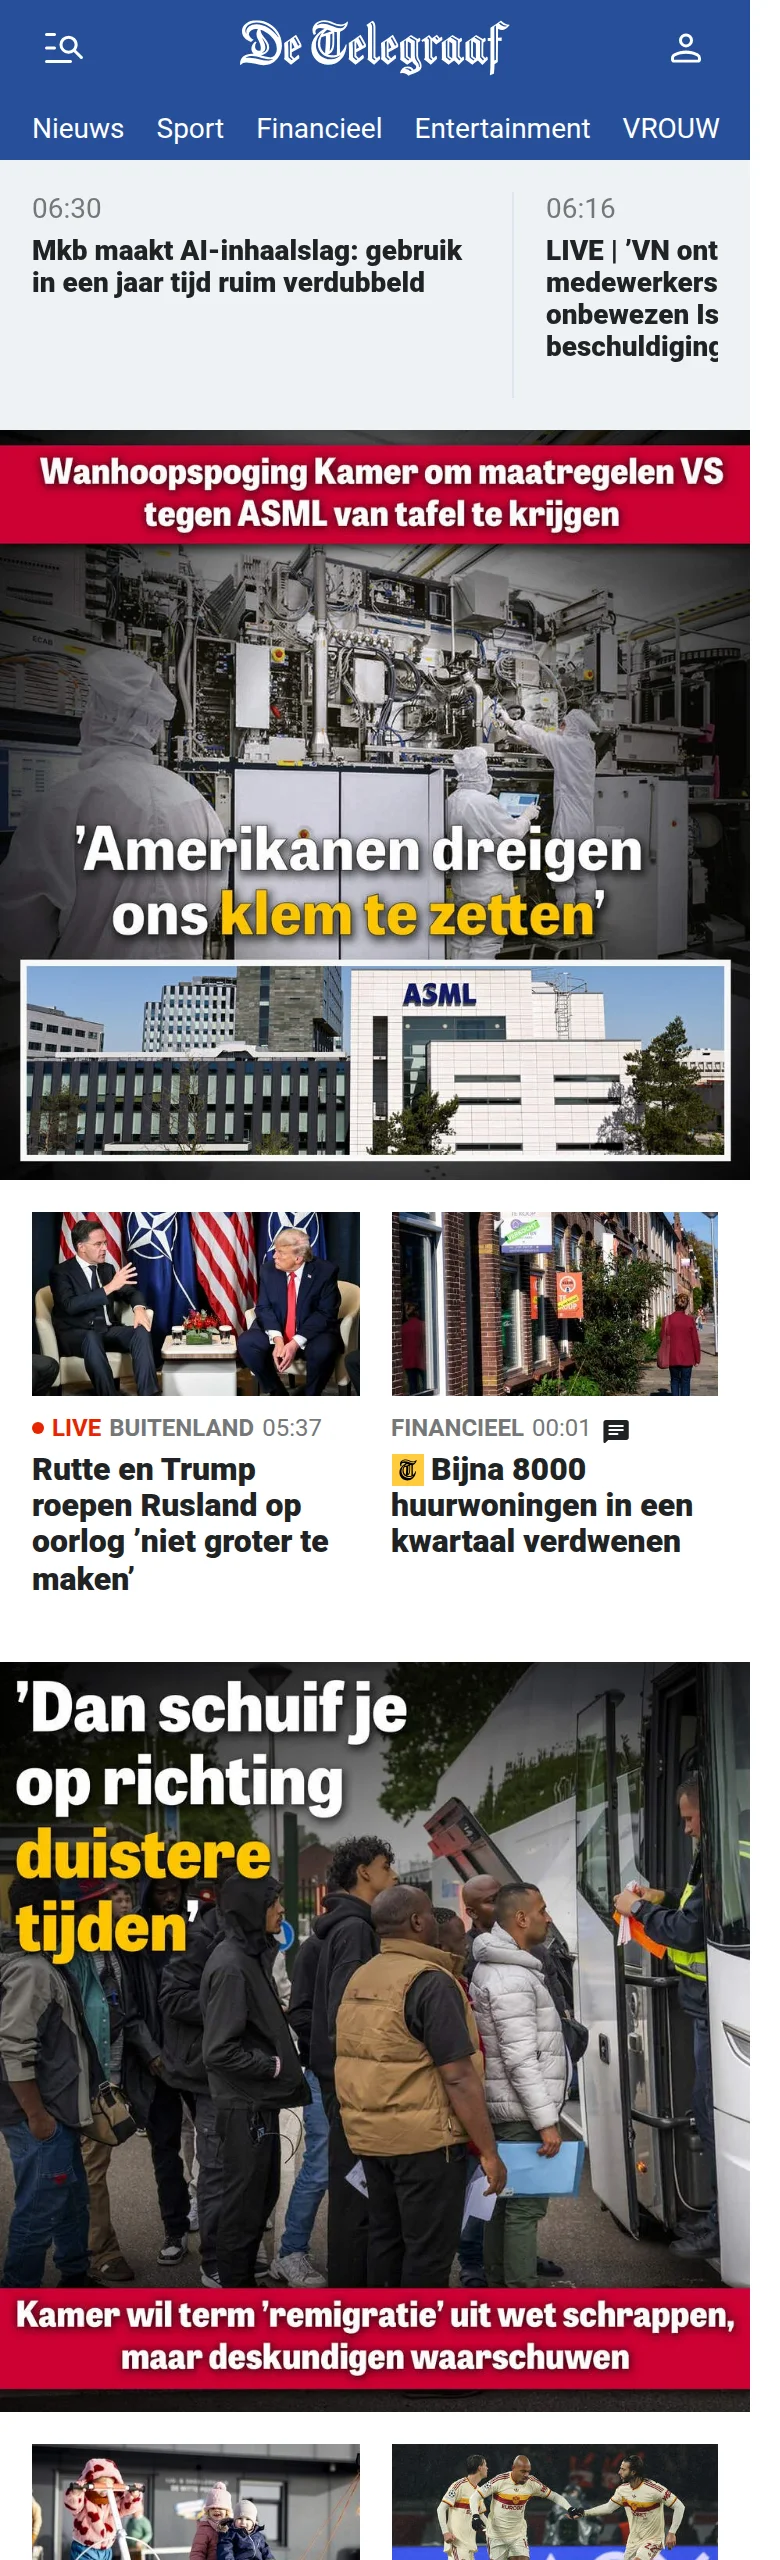 De Telegraaf
Nieuws Sport Financieel Entertainment VROUW
06:30
Mkb maakt AI-inhaalslag: gebruik
in een jaar tijd ruim verdubbeld
06:16
LIVE | ’VN ont
medewerkers
onbewezen Is
beschuldiging
Wanhoopspoging Kamer om maatregelen VS
tegen ASML van tafel te krijgen
’Amerikanen dreigen
ons klem te zetten’
ASML
LIVE BUITENLAND 05:37
Rutte en Trump
roepen Rusland op
oorlog ’niet groter te
maken’
FINANCIEEL 00:01
T Bijna 8000
huurwoningen in een
kwartaal verdwenen
’Dan schuif je
op richting
duistere
tijden’
Kamer wil term ’remigratie’ uit wet schrappen,
maar deskundigen waarschuwen